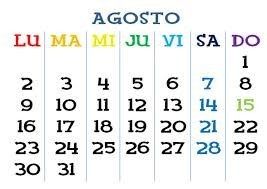 AGOSTO
LU MA MI JU VI SA DO
1
2 3 4 5 6 7 8
9 10 11 12 13 14 15
16 17 18 19 20 21 22
23 24 25 26 27 28 29
30 31